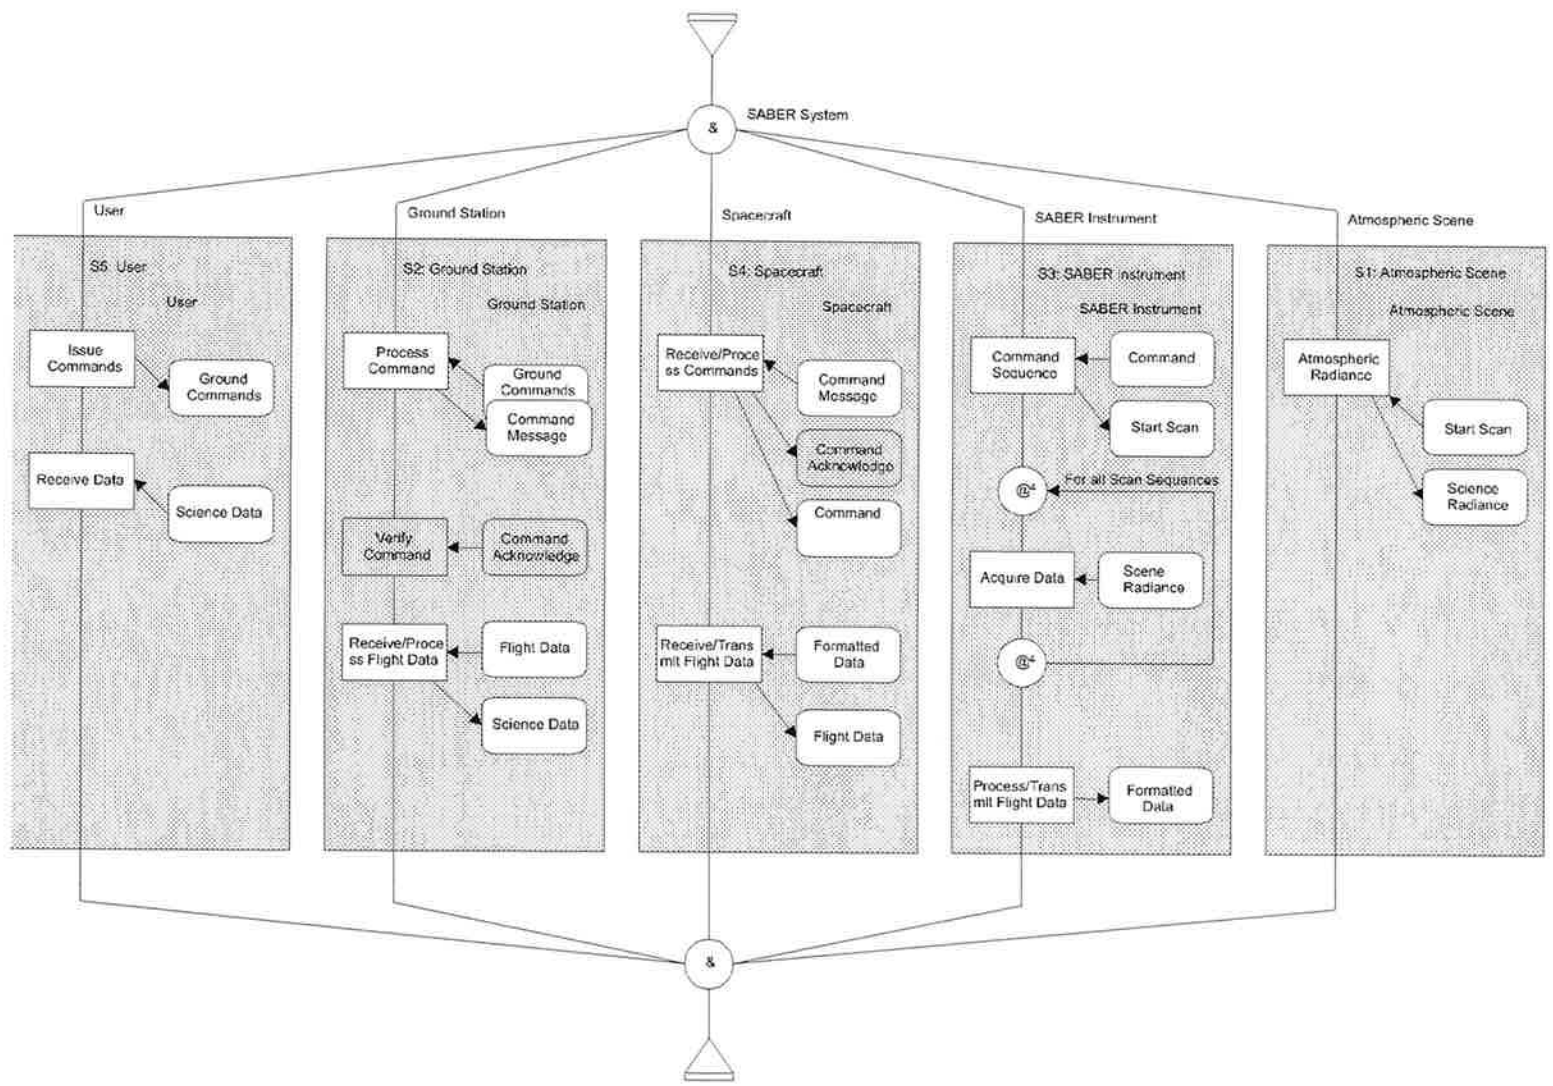 SABER System
&
User
Ground Station
Spacecraft
SABER Instrument
Atmospheric Scene
S5: User
User
Issue
Commands
Ground
Commands
Receive Data
Science Data
S2: Ground Station
Ground Station
Process
Command
Ground
Commands
Command
Message
Verify
Command
Command
Acknowledge
Receive/Proce
ss Flight Data
Flight Data
Science Data
S4: Spacecraft
Spacecraft
Receive/Proce
ss Commands
Command
Message
Command
Acknowledge
Command
Receive/Trans
mit Flight Data
Formatted
Data
Flight Data
S3: SABER Instrument
SABER Instrument
Command
Sequence
Command
Start Scan
For all Scan Sequences
@4
Acquire Data
Scene
Radiance
@4
Process/Trans
mit Flight Data
Formatted
Data
S1: Atmospheric Scene
Atmospheric Scene
Atmospheric
Radiance
Start Scan
Science
Radiance
&